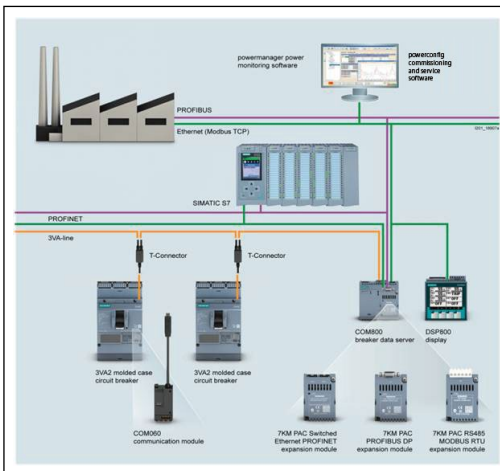 powermanager power
monitoring software
powerconfig
commissioning
and service
software
PROFIBUS
Ethernet (Modbus TCP)
SIMATIC S7
PROFINET
3VA-line
T-Connector
T-Connector
3VA2 molded case
circuit breaker
3VA2 molded case
circuit breaker
COM800
breaker data server
DSP800
display
COM060
communication module
7KM PAC Switched
Ethernet PROFINET
expansion module
7KM PAC
PROFIBUS DP
expansion module
7KM PAC RS485
MODBUS RTU
expansion module